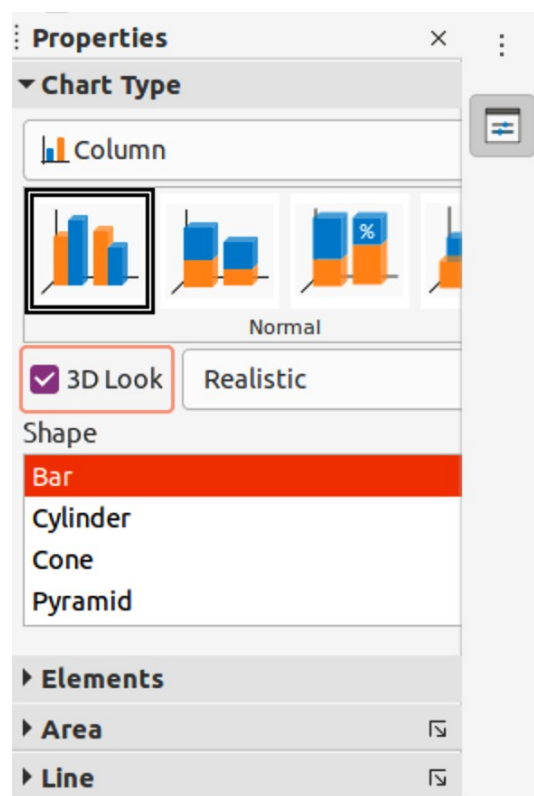 Properties
Chart Type
Column
%
Normal
3D Look
Realistic
Shape
Bar
Cylinder
Cone
Pyramid
Elements
Area
Line